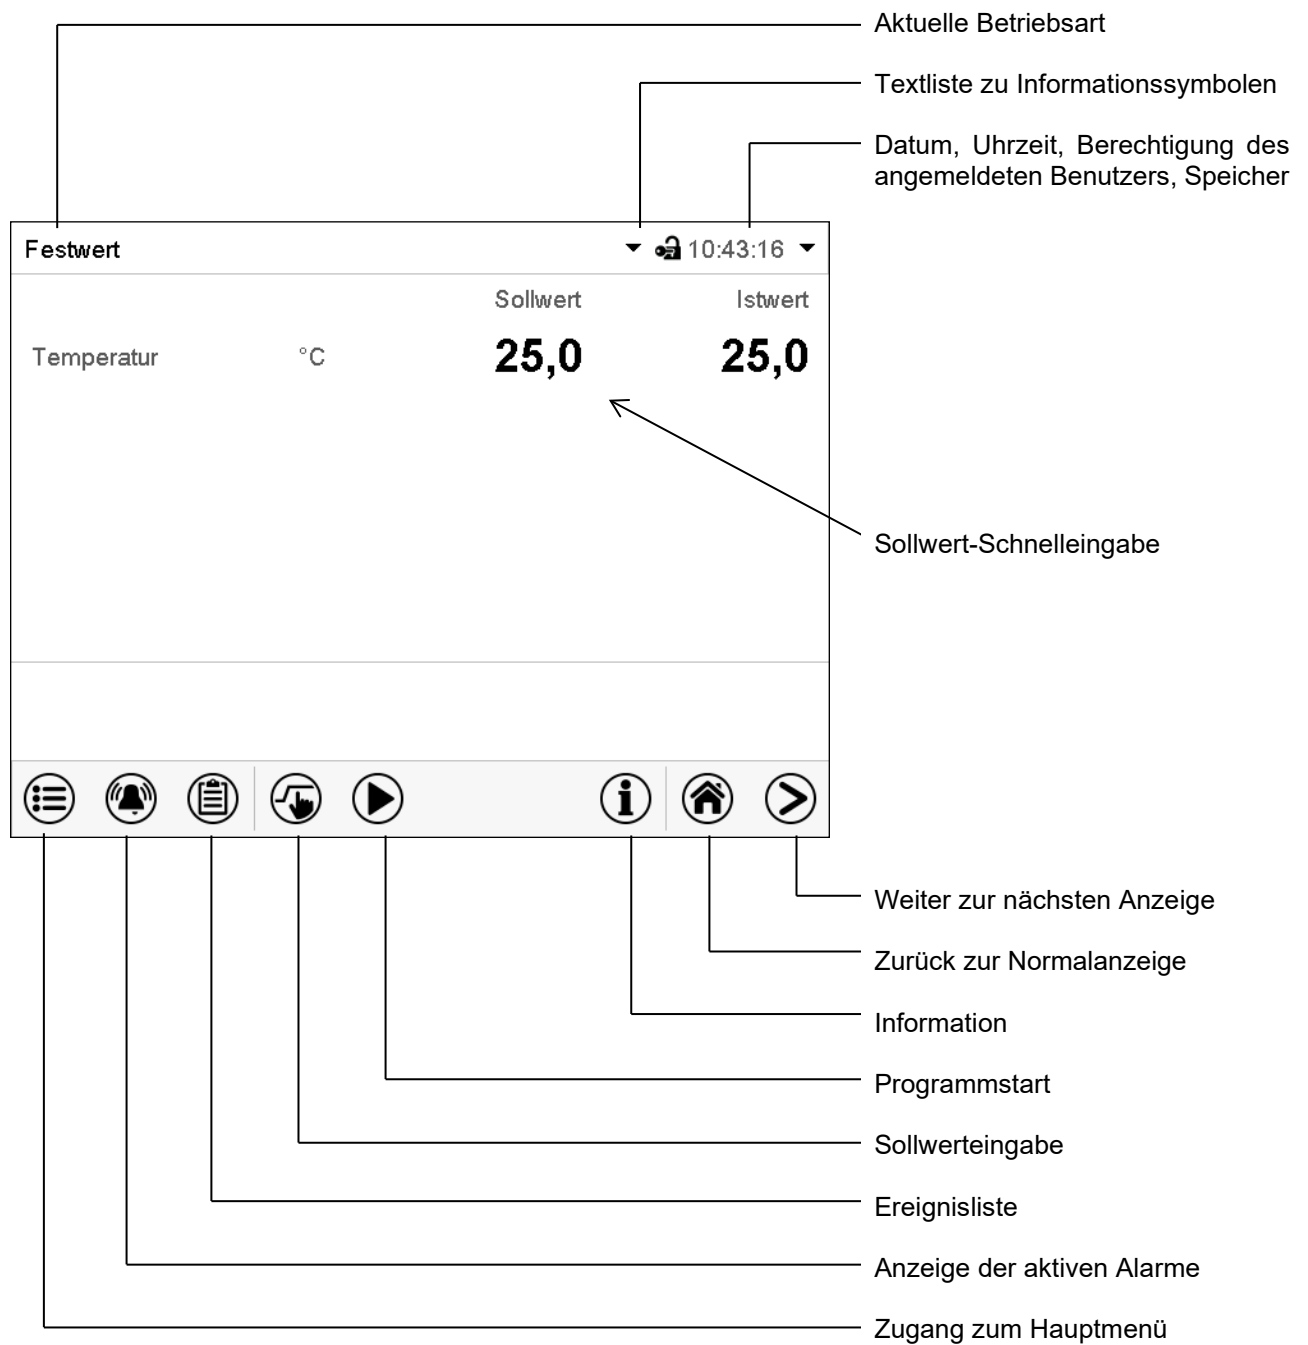 Aktuelle Betriebsart
Textliste zu Informationssymbolen
Datum, Uhrzeit, Berechtigung des
angemeldeten Benutzers, Speicher
Festwert 10:43:16
Sollwert Istwert
Temperatur °C 25,0 25,0
Sollwert-Schnelleingabe
Weiter zur nächsten Anzeige
Zurück zur Normalanzeige
Information
Programmstart
Sollwerteingabe
Ereignisliste
Anzeige der aktiven Alarme
Zugang zum Hauptmenü